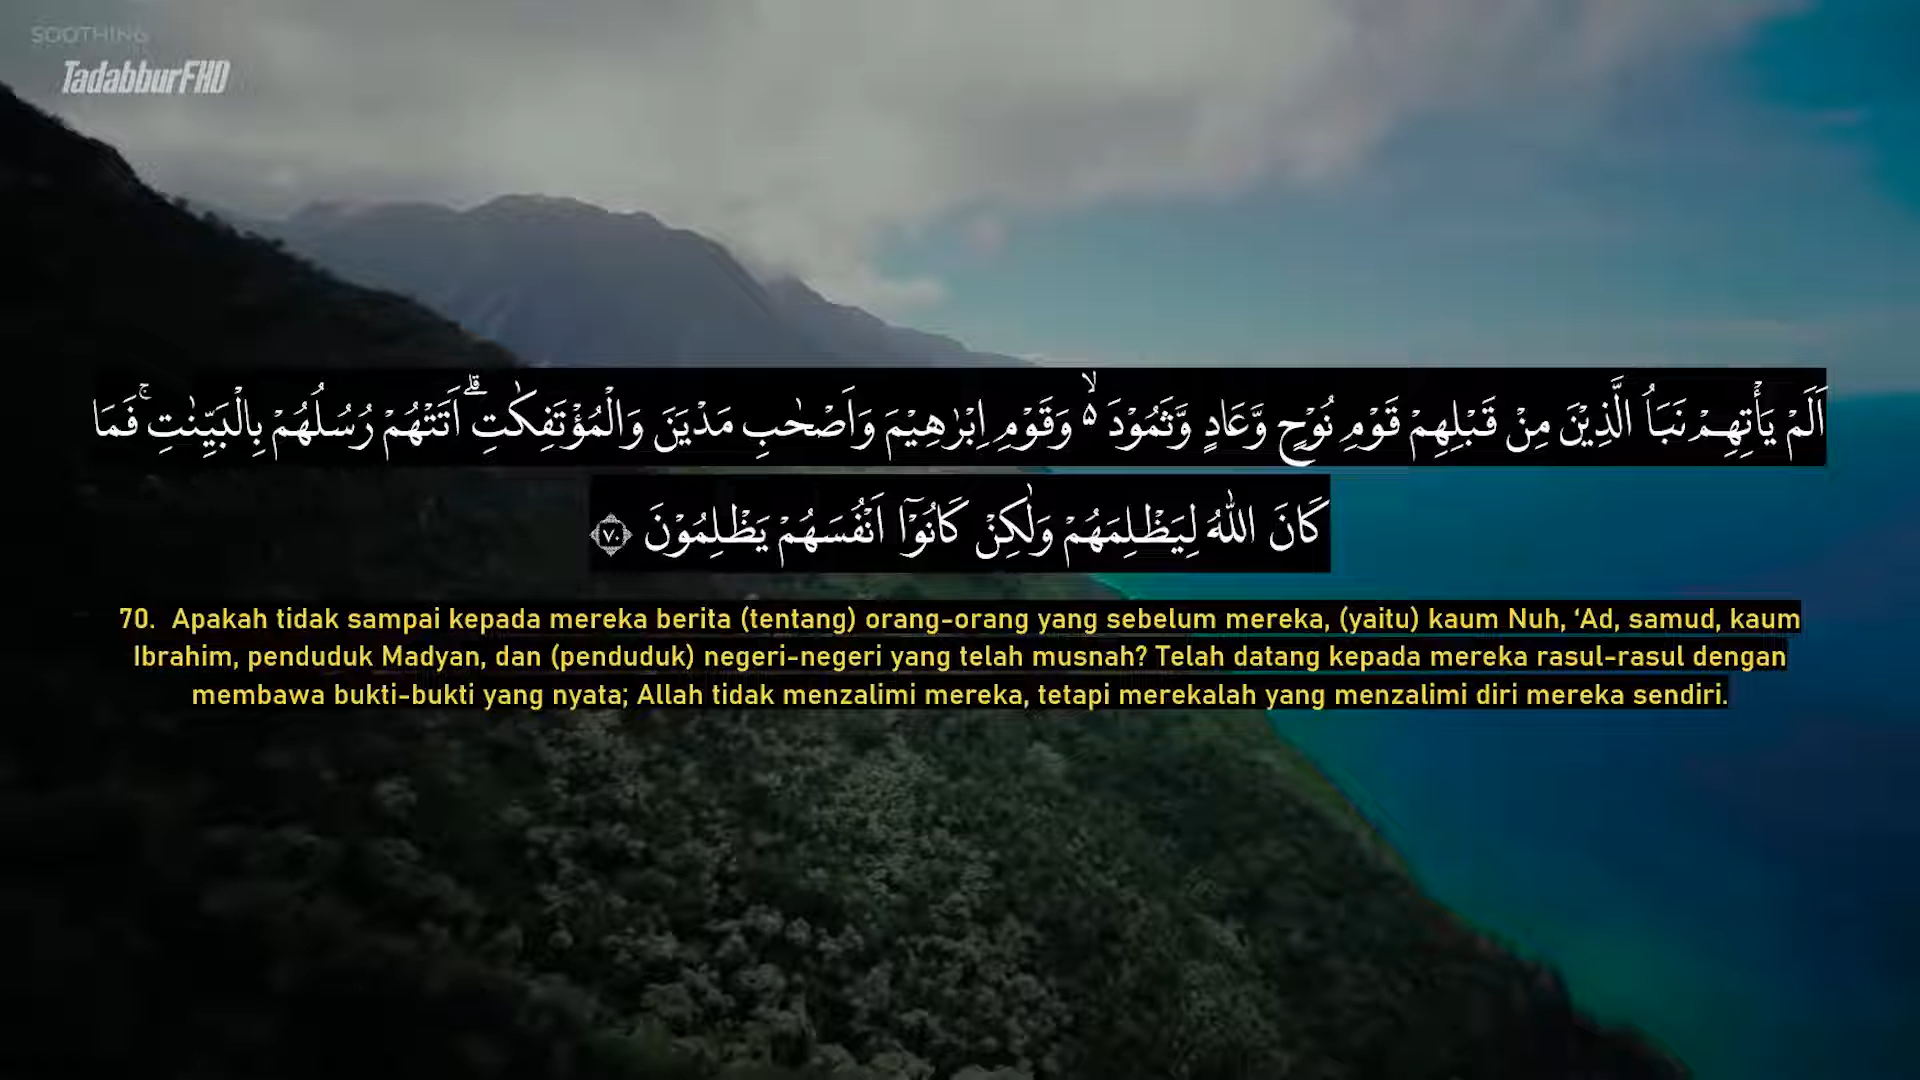 SOOTHING
TadabburFHD
اَلَمْ يَأْتِهِمْ نَبَاُ الَّذِيْنَ مِنْ قَبْلِهِمْ قَوْمِ نُوْحٍ وَّعَادٍ وَّثَمُوْدَ ەۙ وَقَوْمِ اِبْرٰهِيْمَ وَاَصْحٰبِ مَدْيَنَ وَالْمُؤْتَفِكٰتِۗ اَتَتْهُمْ رُسُلُهُمْ بِالْبَيِّنٰتِۚ فَمَا
كَانَ اللّٰهُ لِيَظْلِمَهُمْ وَلٰكِنْ كَانُوْٓا اَنْفُسَهُمْ يَظْلِمُوْنَ ٧٠
70. Apakah tidak sampai kepada mereka berita (tentang) orang-orang yang sebelum mereka, (yaitu) kaum Nuh, ‘Ad, samud, kaum
Ibrahim, penduduk Madyan, dan (penduduk) negeri-negeri yang telah musnah? Telah datang kepada mereka rasul-rasul dengan
membawa bukti-bukti yang nyata; Allah tidak menzalimi mereka, tetapi merekalah yang menzalimi diri mereka sendiri.